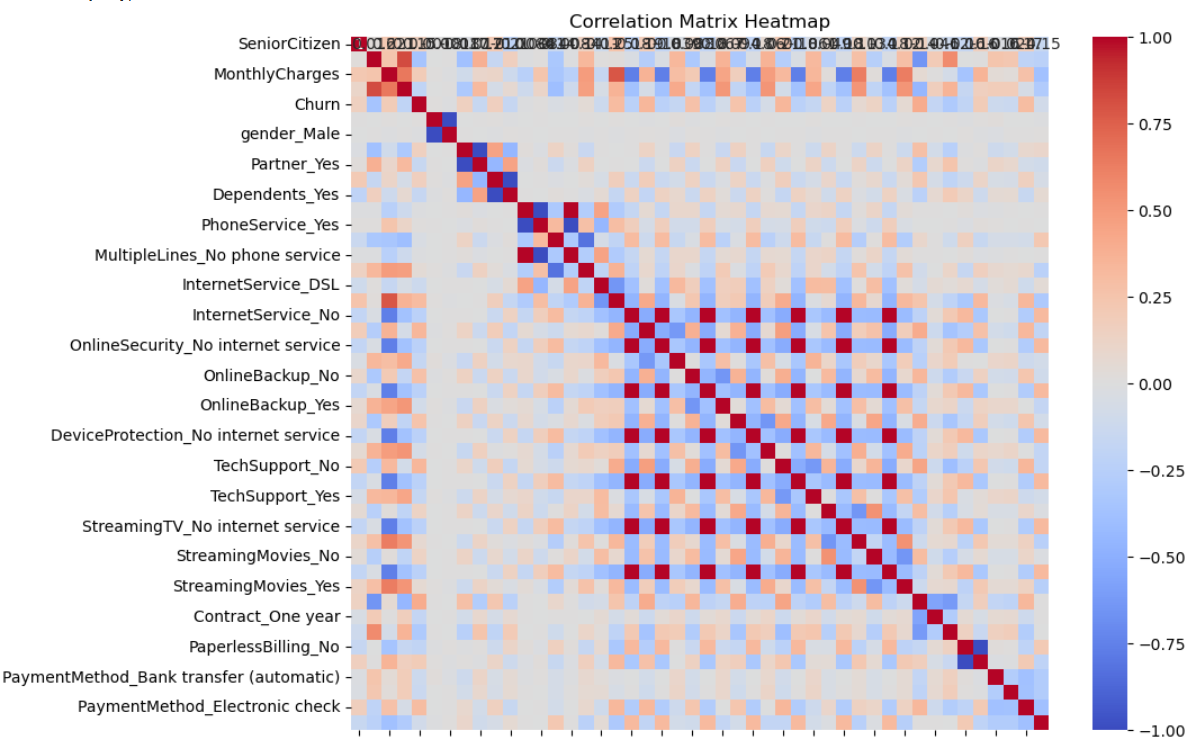 Correlation Matrix Heatmap
SeniorCitizen
MonthlyCharges
Churn
gender_Male
Partner_Yes
Dependents_Yes
PhoneService_Yes
MultipleLines_No phone service
InternetService_DSL
InternetService_No
OnlineSecurity_No internet service
OnlineBackup_No
OnlineBackup_Yes
DeviceProtection_No internet service
TechSupport_No
TechSupport_Yes
StreamingTV_No internet service
StreamingMovies_No
StreamingMovies_Yes
Contract_One year
PaperlessBilling_No
PaymentMethod_Bank transfer (automatic)
PaymentMethod_Electronic check
1.00
0.75
0.50
0.25
0.00
−0.25
−0.50
−0.75
−1.00